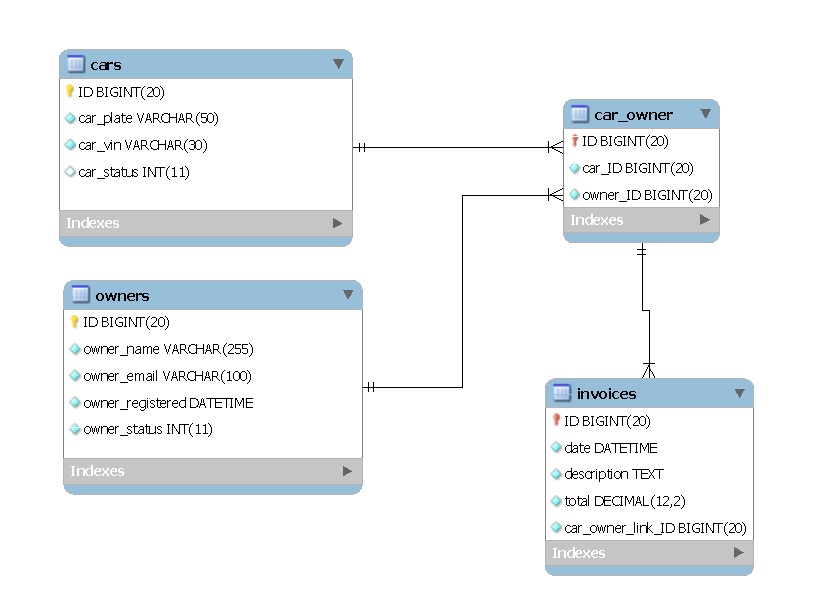 cars
ID BIGINT(20)
car_plate VARCHAR(50)
car_vin VARCHAR(30)
car_status INT(11)
Indexes
car_owner
ID BIGINT(20)
car_ID BIGINT(20)
owner_ID BIGINT(20)
Indexes
owners
ID BIGINT(20)
owner_name VARCHAR(255)
owner_email VARCHAR(100)
owner_registered DATETIME
owner_status INT(11)
Indexes
invoices
ID BIGINT(20)
date DATETIME
description TEXT
total DECIMAL(12,2)
car_owner_link_ID BIGINT(20)
Indexes